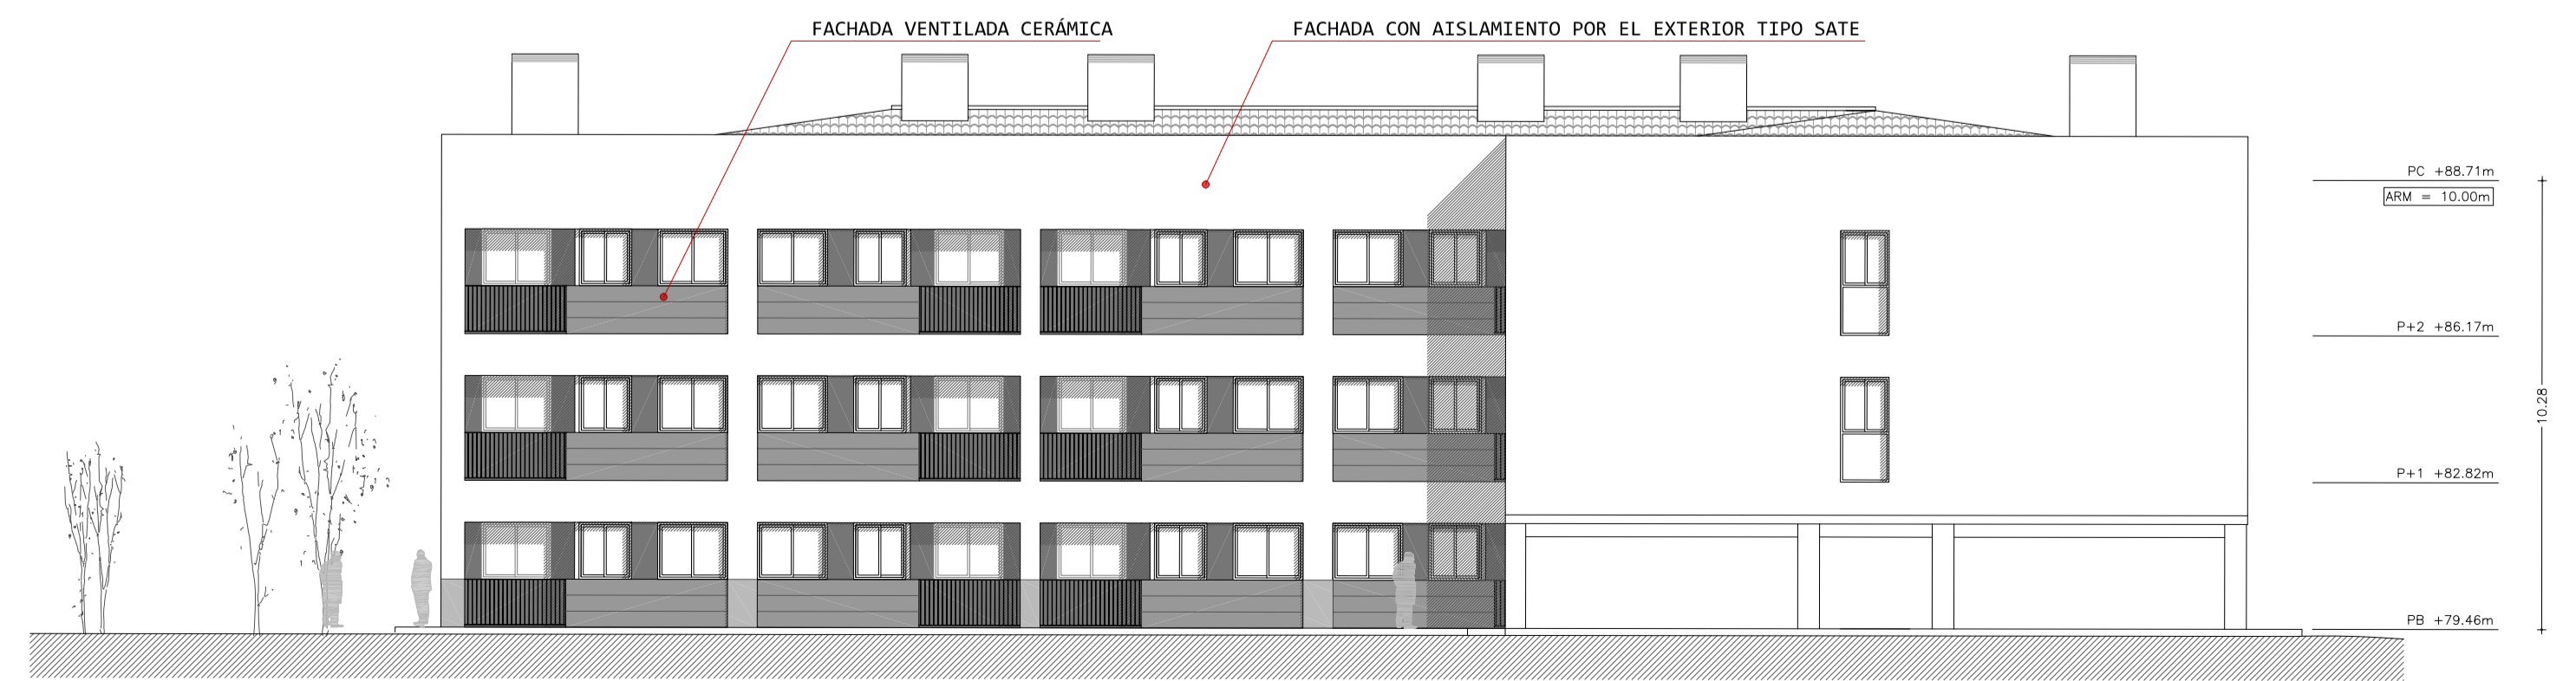 FACHADA VENTILADA CERÁMICA
FACHADA CON AISLAMIENTO POR EL EXTERIOR TIPO SATE
PC +88.71m
ARM = 10.00m
P+2 +86.17m
10.28
P+1 +82.82m
PB +79.46m